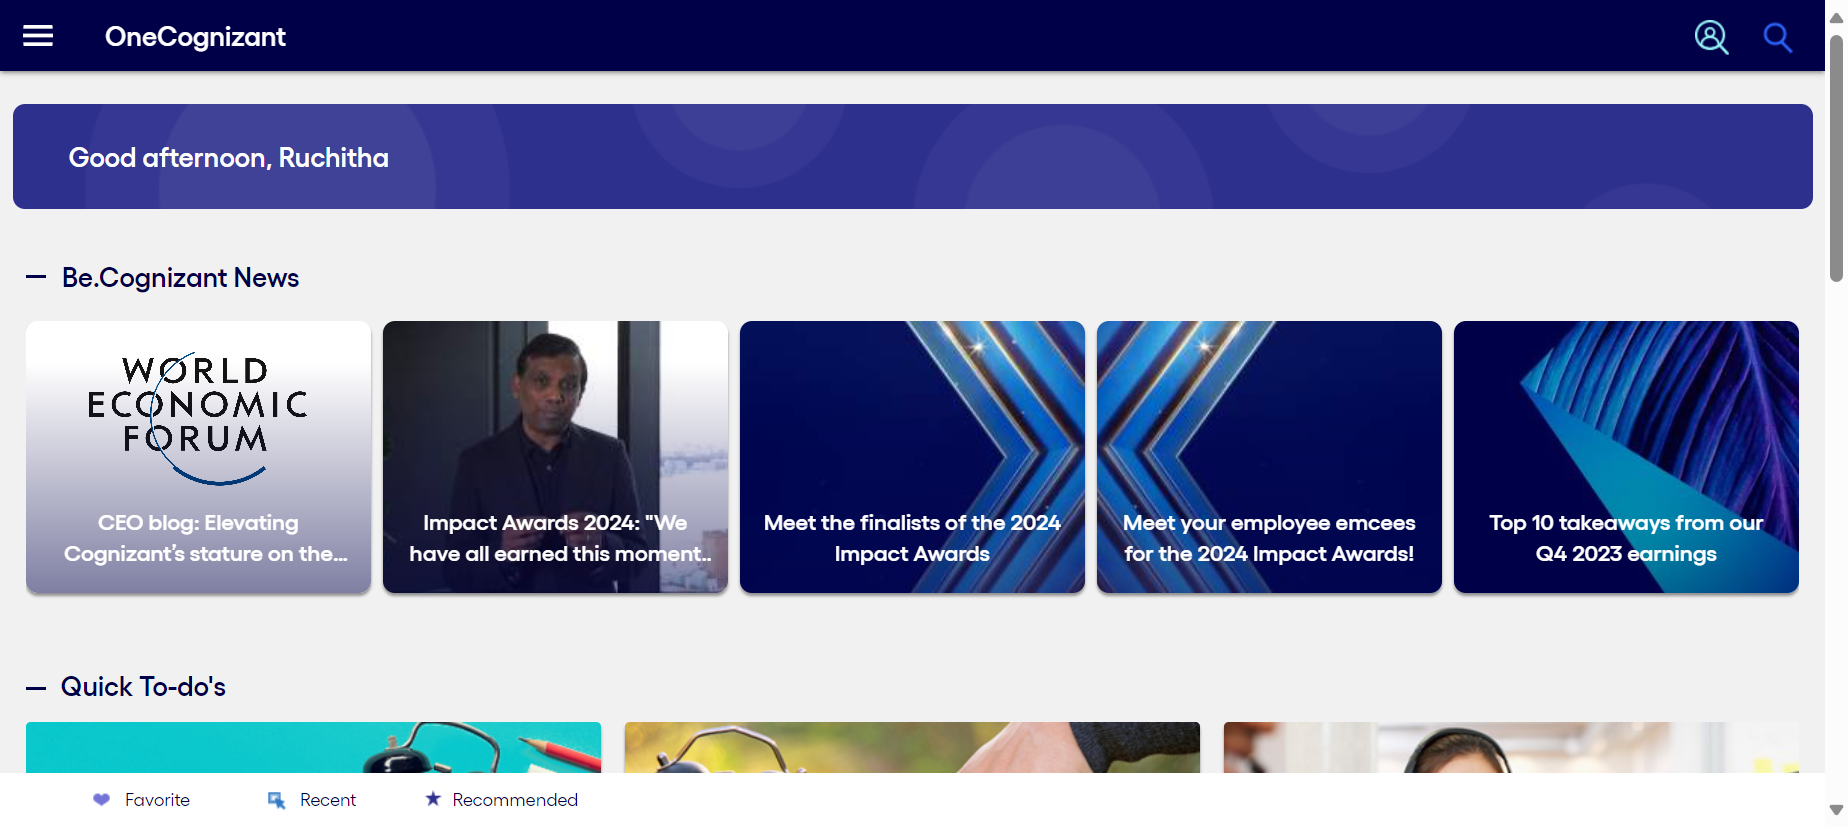 OneCognizant
Good afternoon, Ruchitha
Be.Cognizant News
WORLD
ECONOMIC
FORUM
CEO blog: Elevating
Cognizant’s stature on the...
Impact Awards 2024: "We
have all earned this moment..
Meet the finalists of the 2024
Impact Awards
Meet your employee emcees
for the 2024 Impact Awards!
Top 10 takeaways from our
Q4 2023 earnings
Quick To-do's
Favorite
Recent
Recommended